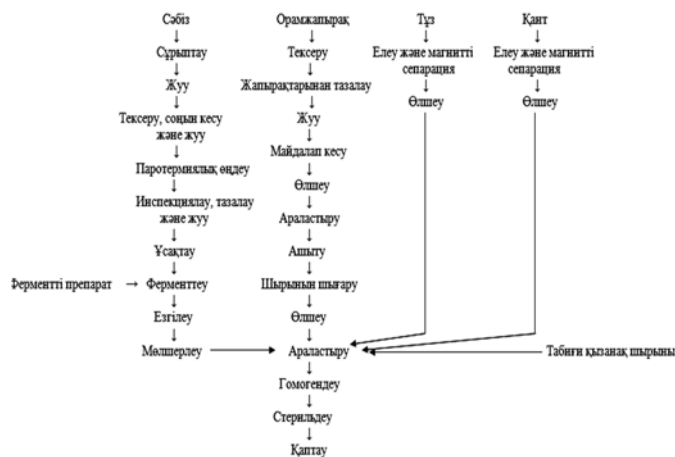 Сәбіз
Сұрыптау
Жуу
Тексеру, соңын кесу
және жуу
Паротермиялық өңдеу
Инспекциялау, тазалау
және жуу
Ұсақтау
Ферментті препарат → Ферменттеу
Езгілеу
Мөлшерлеу
Орамжапырақ
Тексеру
Жапырақтарынан тазалау
Жуу
Майдалап кесу
Өлшеу
Араластыру
Ашыту
Шырынын шығару
Өлшеу
Араластыру
Гомогендеу
Стерильдеу
Қаптау
Тұз
Елеу және магнитті
сепарация
Өлшеу
Қант
Елеу және магнитті
сепарация
Өлшеу
Табиғи қызанақ шырыны